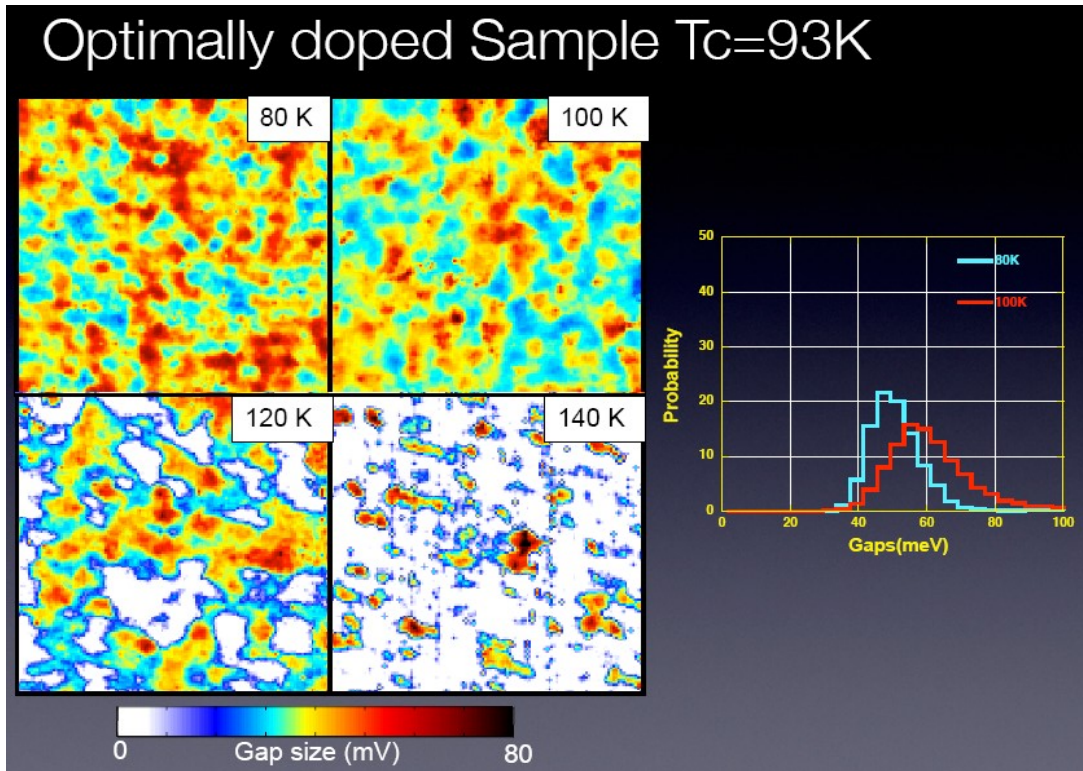 Optimally doped Sample Tc=93K
80 K
100 K
120 K
140 K
0
Gap size (mV)
80
50
40
30
20
10
0
Probability
80K
100K
0
20
40
60
80
100
Gaps(meV)